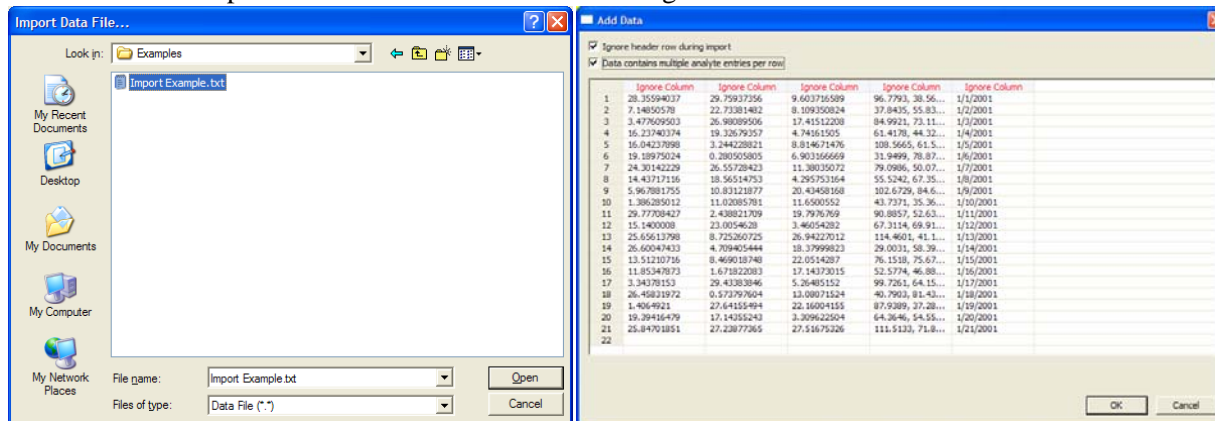 Import Data File...
Look in:
Examples
Import Example.txt
My Recent
Documents
Desktop
My Documents
My Computer
My Network
Places
File name:
Import Example.txt
Open
Files of type:
Data File (*.*)
Cancel
Add Data
Ignore header row during import
Data contains multiple analyte entries per row
Ignore Column Ignore Column Ignore Column Ignore Column Ignore Column
1 28.35594037 29.75937356 9.603716589 96.7793, 38.56... 1/1/2001
2 7.14850578 22.73381482 8.109350824 37.8435, 55.83... 1/2/2001
3 3.477609503 26.98089506 17.41512208 84.9921, 73.11... 1/3/2001
4 16.23740374 19.32679357 4.74161505 61.4178, 44.32... 1/4/2001
5 16.04237898 3.244228821 8.814671476 108.5665, 61.5... 1/5/2001
6 19.18975024 0.280505805 6.903166669 31.9499, 78.87... 1/6/2001
7 24.30142229 26.55728423 11.38035072 79.0986, 50.07... 1/7/2001
8 14.43717116 18.56514753 4.295753164 55.5242, 67.35... 1/8/2001
9 5.967881755 10.83121877 20.43458168 102.6729, 84.6... 1/9/2001
10 1.386285012 11.02085781 11.6500552 43.7371, 35.36... 1/10/2001
11 29.77708427 2.438821709 19.7976769 90.8857, 52.63... 1/11/2001
12 15.1400008 23.0054628 3.46054282 67.3114, 69.91... 1/12/2001
13 25.65613798 8.725260725 26.94227012 114.4601, 41.1... 1/13/2001
14 26.60047433 4.709405444 18.37999823 29.0031, 58.39... 1/14/2001
15 13.51210716 8.469018748 22.0514287 76.1518, 75.67... 1/15/2001
16 11.85347873 1.671822083 17.14373015 52.5774, 46.88... 1/16/2001
17 3.34378153 29.43383846 5.26485152 99.7261, 64.15... 1/17/2001
18 26.45831972 0.573797604 13.08071524 40.7903, 81.43... 1/18/2001
19 1.4064921 27.64155494 22.16004155 87.9389, 37.28... 1/19/2001
20 19.39416479 17.14355243 3.309622504 64.3646, 54.55... 1/20/2001
21 25.84701851 27.23877365 27.51675326 111.5133, 71.8... 1/21/2001
22
OK
Cancel